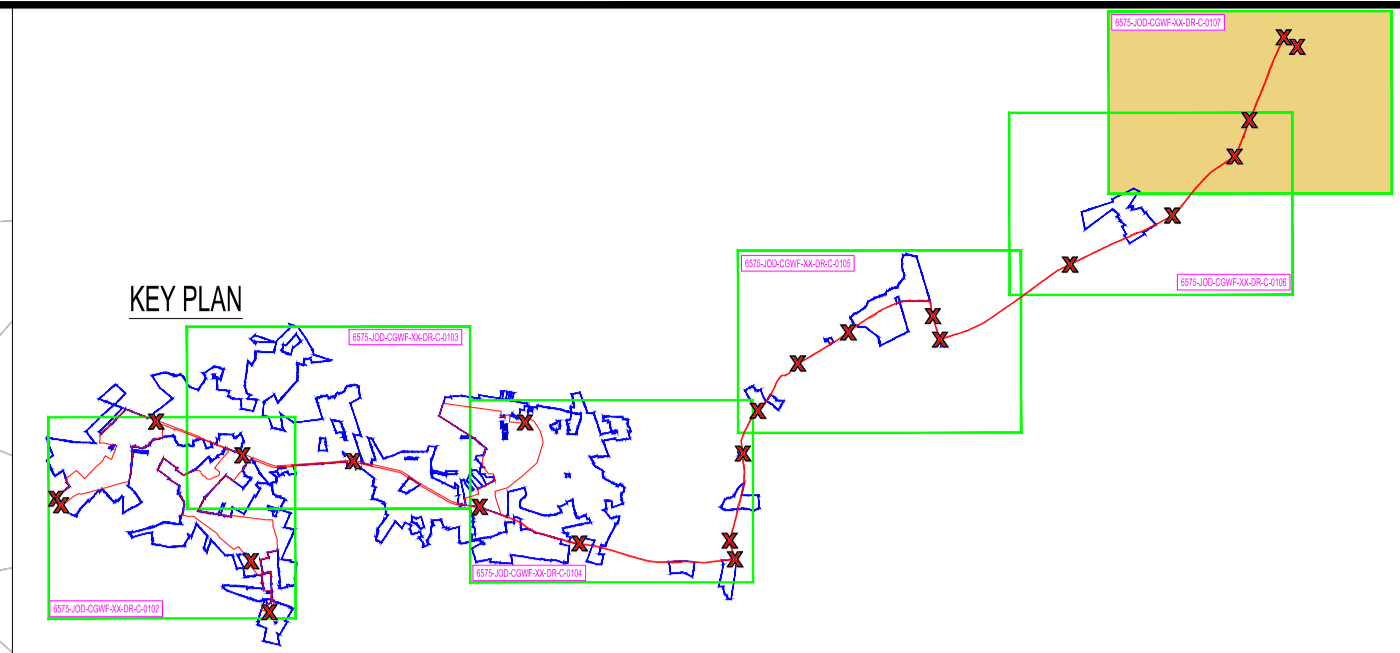 6575-JOD-CGWF-XX-DR-C-0107
6575-JOD-CGWF-XX-DR-C-0105
6575-JOD-CGWF-XX-DR-C-0106
KEY PLAN
6575-JOD-CGWF-XX-DR-C-0103
6575-JOD-CGWF-XX-DR-C-0104
6575-JOD-CGWF-XX-DR-C-0102